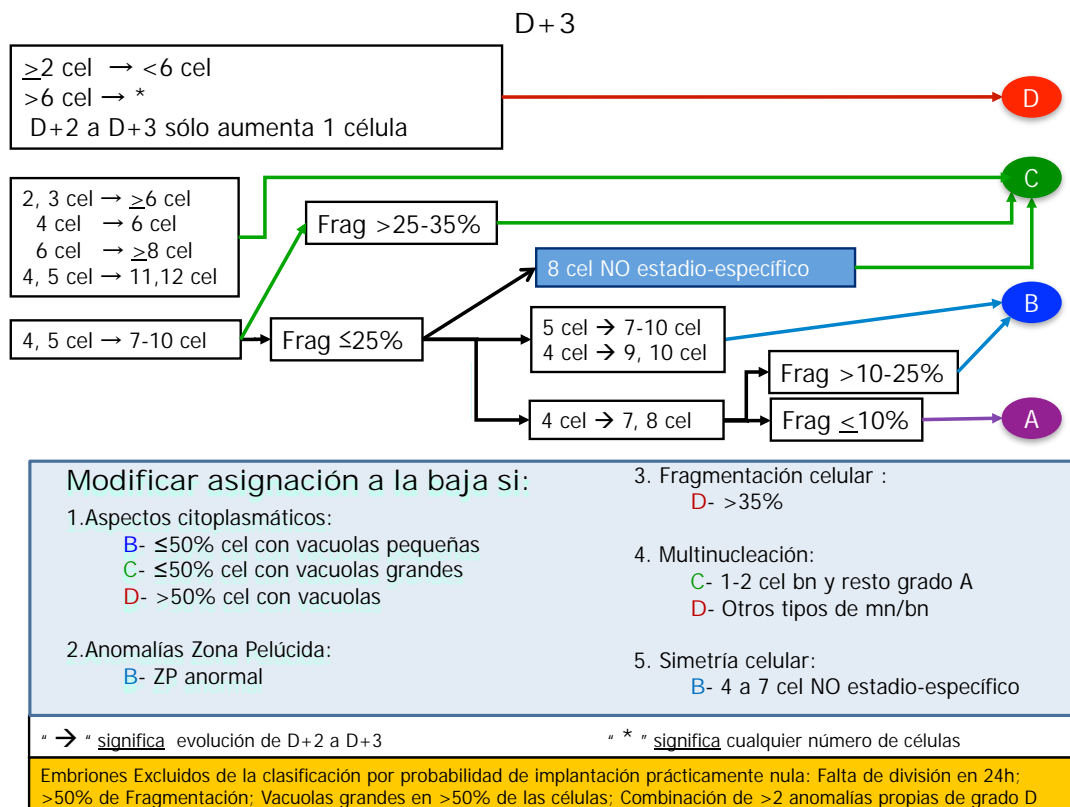 D+3
>2 cel → <6 cel
>6 cel → *
D+2 a D+3 sólo aumenta 1 célula
D
2, 3 cel → >6 cel
4 cel → 6 cel
6 cel → >8 cel
4, 5 cel → 11,12 cel
C
Frag >25-35%
8 cel NO estadio-específico
B
4, 5 cel → 7-10 cel
Frag ≤25%
5 cel → 7-10 cel
4 cel → 9, 10 cel
Frag >10-25%
4 cel → 7, 8 cel
Frag <10%
A
Modificar asignación a la baja si:
1.Aspectos citoplasmáticos:
B- ≤50% cel con vacuolas pequeñas
C- ≤50% cel con vacuolas grandes
D- >50% cel con vacuolas
2.Anomalías Zona Pelúcida:
B- ZP anormal
3. Fragmentación celular :
D- >35%
4. Multinucleación:
C- 1-2 cel bn y resto grado A
D- Otros tipos de mn/bn
5. Simetría celular:
B- 4 a 7 cel NO estadio-específico
" → " significa evolución de D+2 a D+3
" * " significa cualquier número de células
Embriones Excluidos de la clasificación por probabilidad de implantación prácticamente nula: Falta de división en 24h;
>50% de Fragmentación; Vacuolas grandes en >50% de las células; Combinación de >2 anomalías propias de grado D